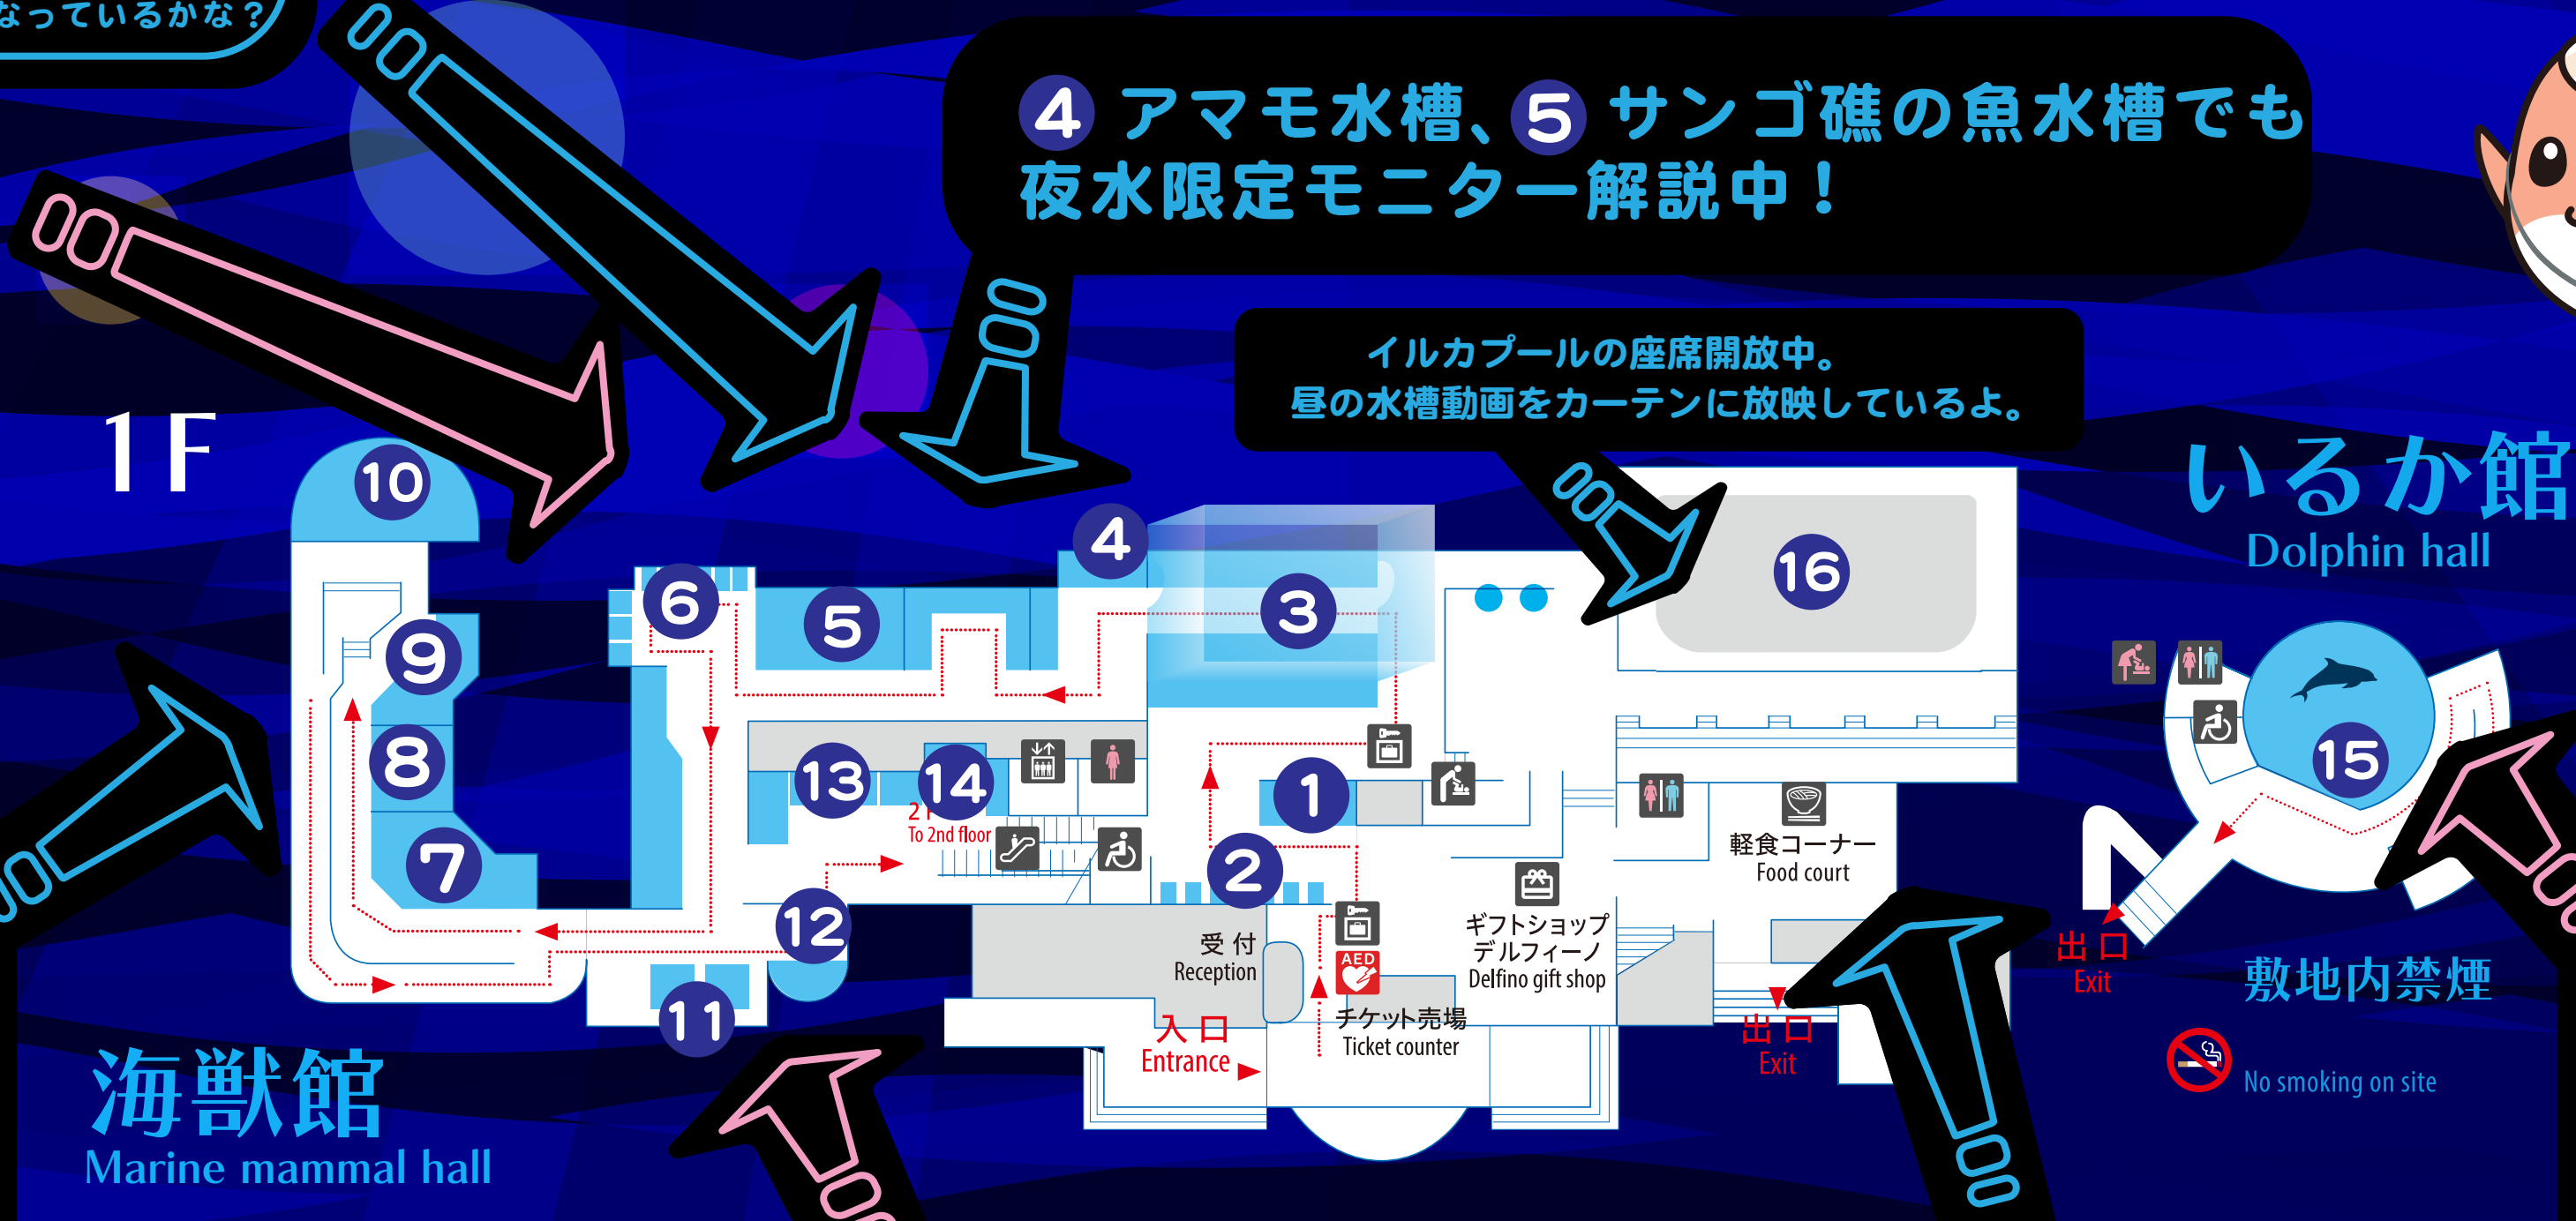 なっているかな?
4 アマモ水槽、5 サンゴ礁の魚水槽でも
夜水限定モニター解説中！
イルカプールの座席開放中。
昼の水槽動画をカーテンに放映しているよ。
1F
いるか館
Dolphin hall
10
4
16
6
5
3
9
15
8
13
14
1
To 2nd floor
軽食コーナー
Food court
7
2
12
ギフトショップ
デルフィーノ
Delfino gift shop
受付
Reception
AED
出口
Exit
敷地内禁煙
No smoking on site
11
チケット売場
Ticket counter
入口
Entrance
出口
Exit
海獣館
Marine mammal hall